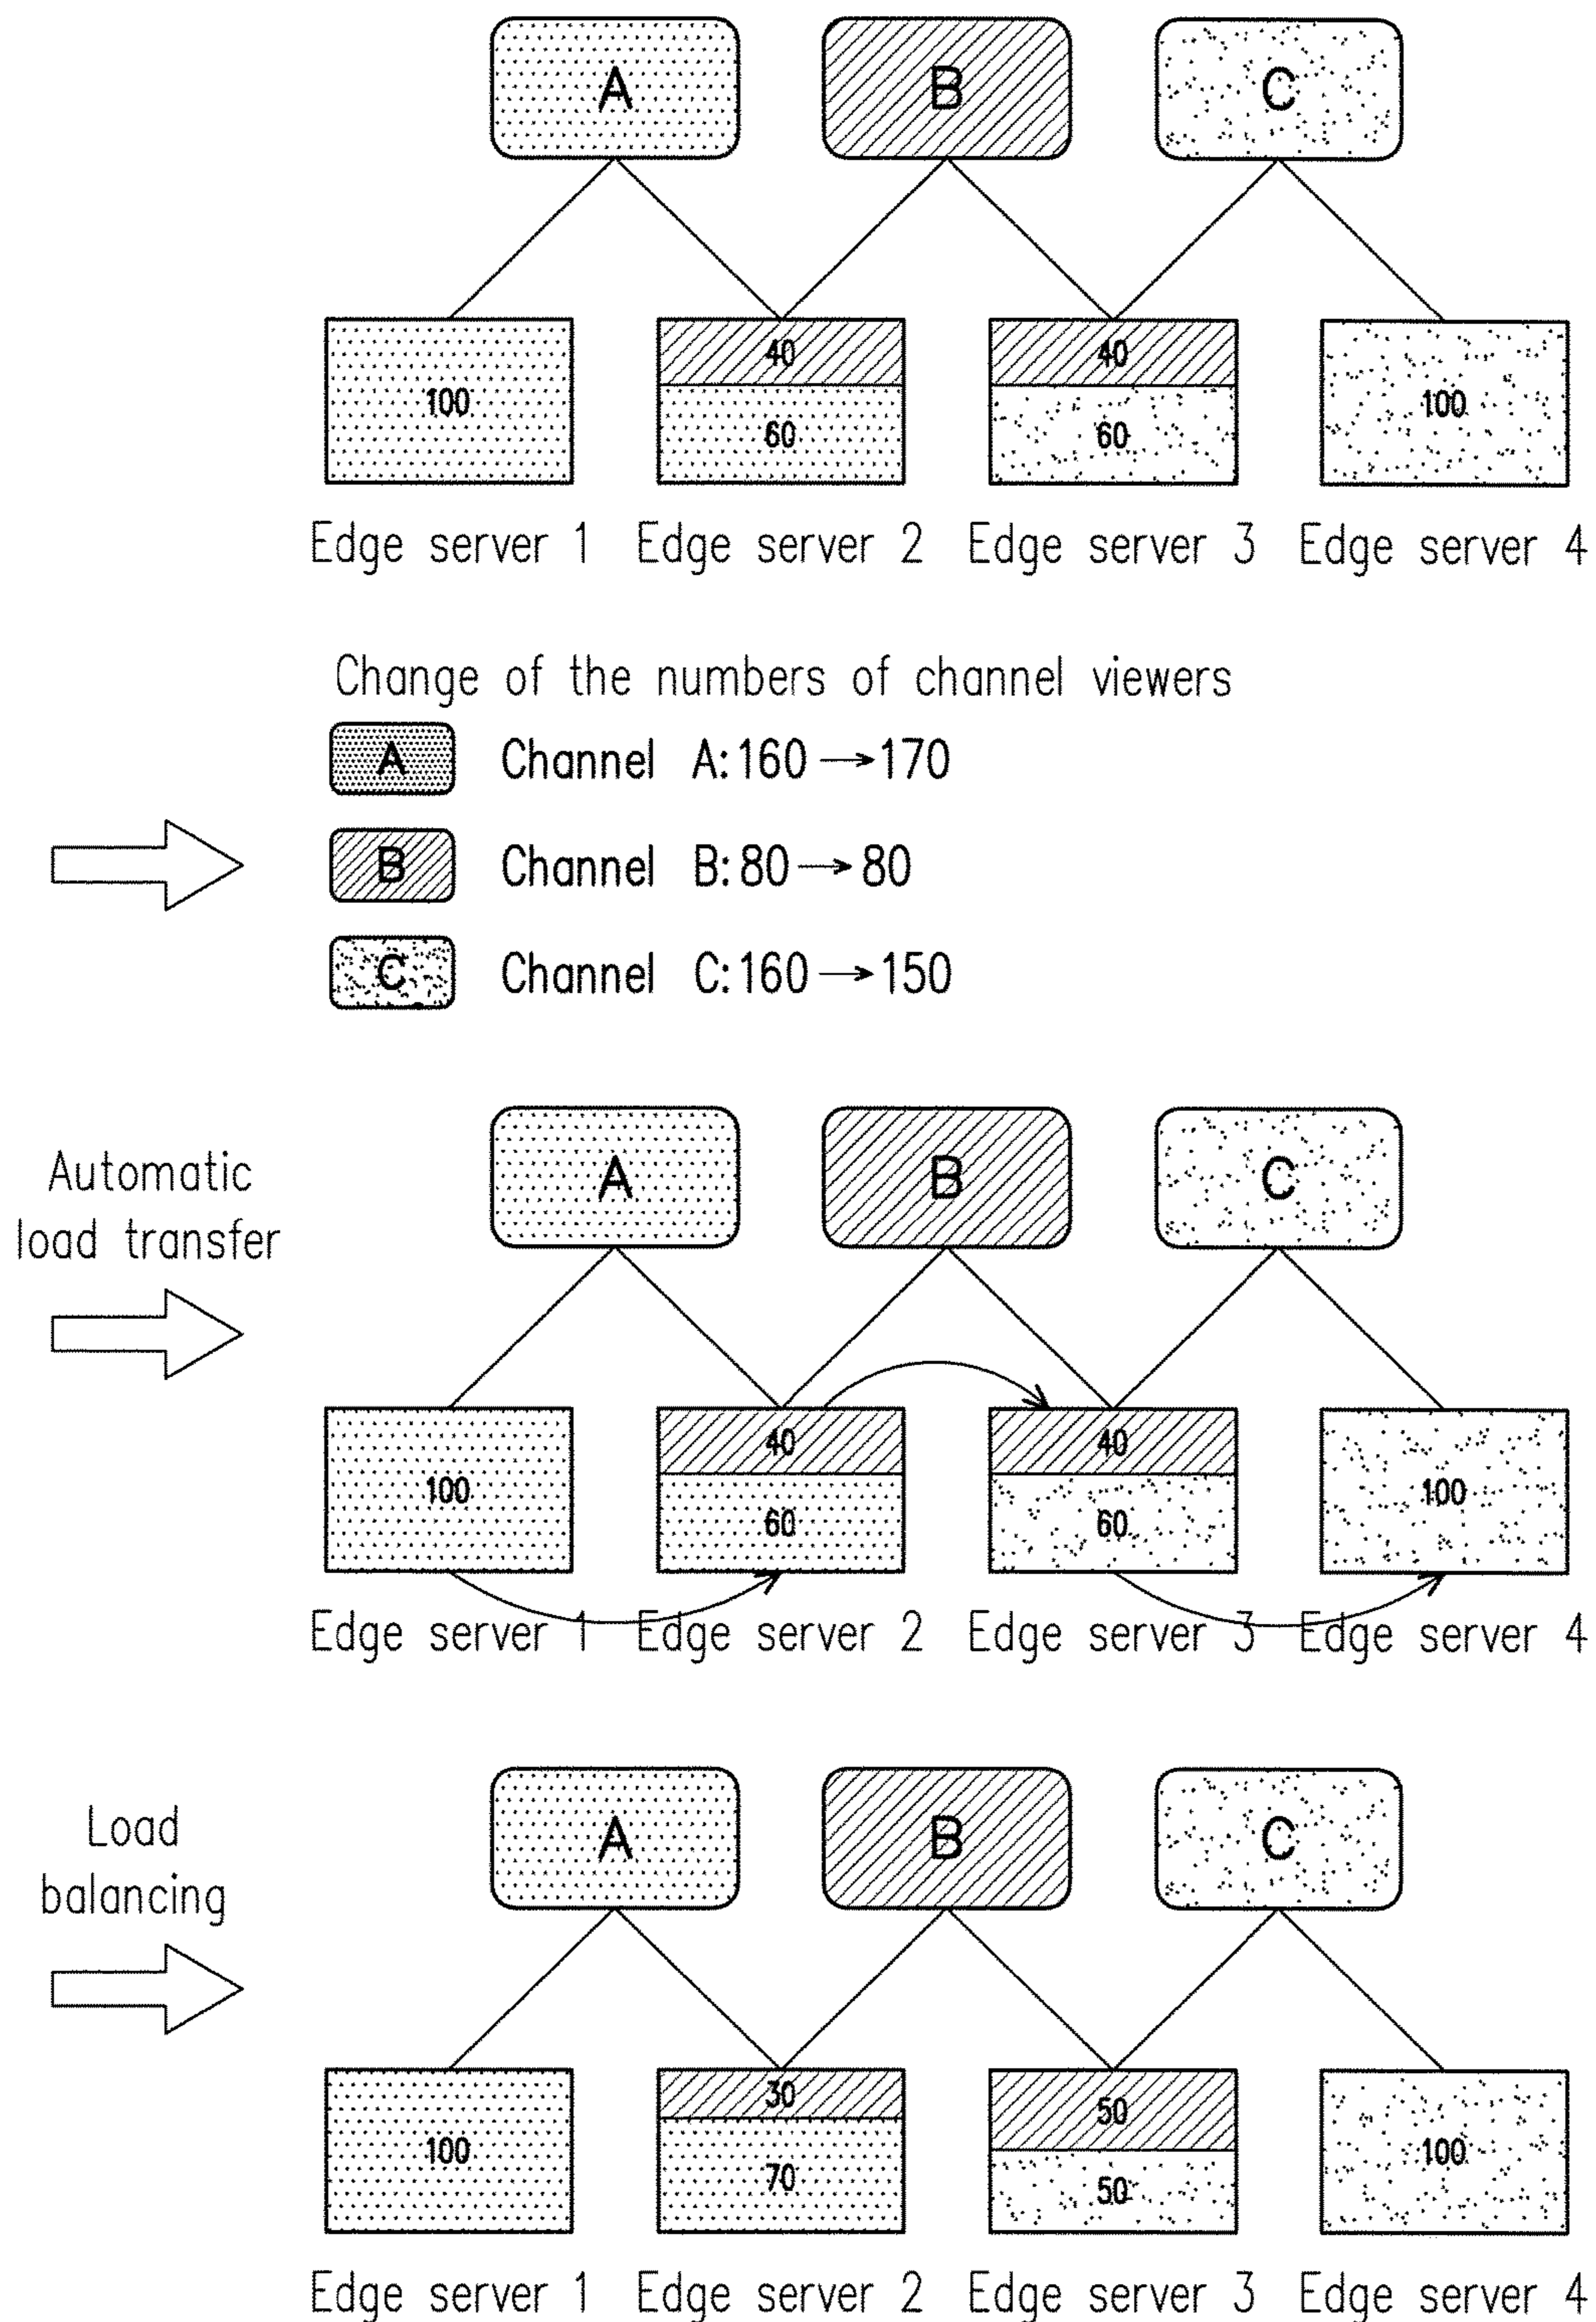 A B C
100 40 40 100
60 60
Edge server 1 Edge server 2 Edge server 3 Edge server 4
Change of the numbers of channel viewers
A Channel A:160→170
B Channel B:80→80
C Channel C:160→150
Automatic
load transfer
A B C
100 40 40 100
60 60
Edge server 1 Edge server 2 Edge server 3 Edge server 4
Load
balancing
A B C
100 30 50 100
70 50
Edge server 1 Edge server 2 Edge server 3 Edge server 4